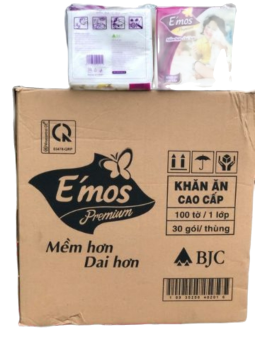 E'mos
E'mos
Premium
Mềm hơn
Dai hơn
KHĂN ĂN
CAO CẤP
100 tờ / 1 lớp
30 gói/ thùng
BJC